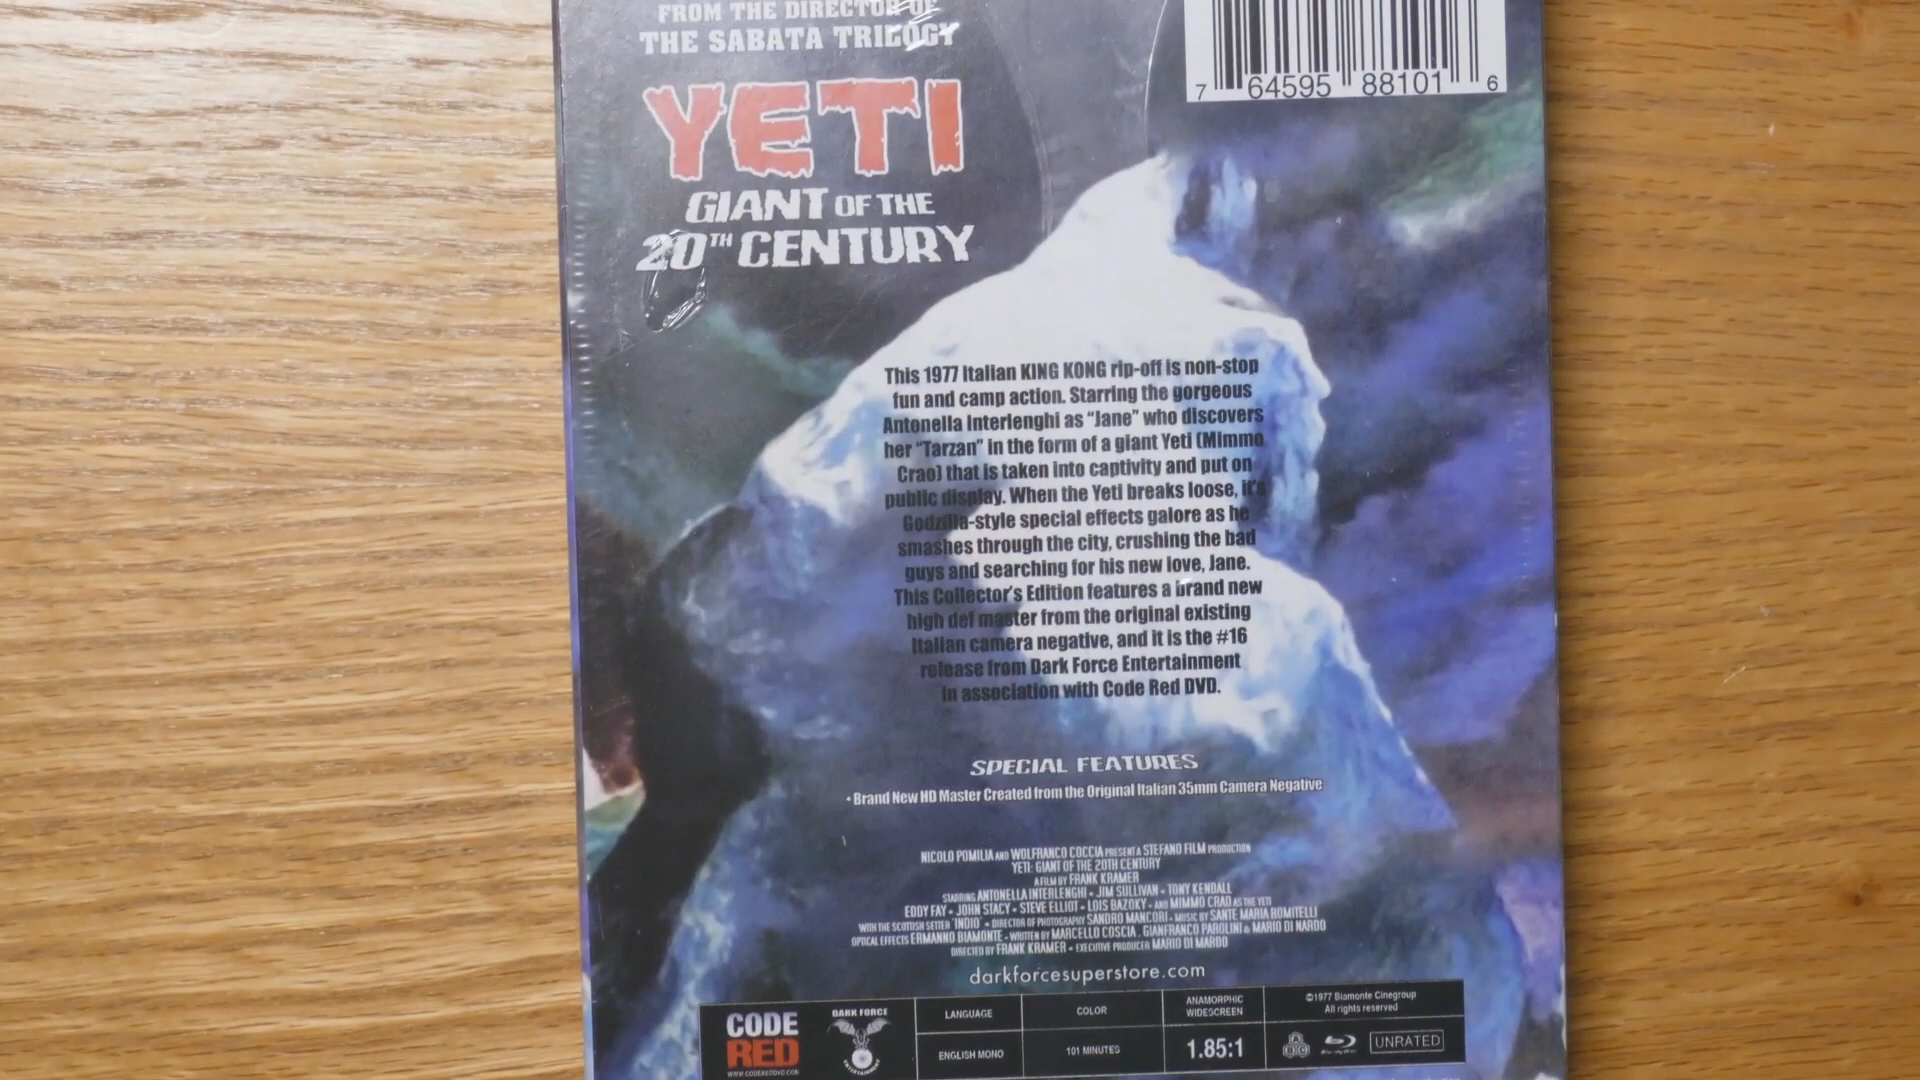 FROM THE DIRECTOR OF
THE SABATA TRILOGY
YETI
GIANT OF THE
20TH CENTURY
7 64595 88101 6
This 1977 Italian KING KONG rip-off is non-stop
fun and camp action. Starring the gorgeous
Antonella Interlenghi as “Jane” who discovers
her “Tarzan” in the form of a giant Yeti (Mimmo
Crao) that is taken into captivity and put on
public display. When the Yeti breaks loose, it's
Godzilla-style special effects galore as he
smashes through the city, crushing the bad
guys and searching for his new love, Jane.
This Collector's Edition features a brand new
high def master from the original existing
Italian camera negative, and it is the #16
release from Dark Force Entertainment
in association with Code Red DVD.
SPECIAL FEATURES
• Brand New HD Master Created from the Original Italian 35mm Camera Negative
NICOLO POMILIA AND WOLFRANCO COCCIA PRESENT A STEFANO FILM PRODUCTION
YETI: GIANT OF THE 20TH CENTURY
A FILM BY FRANK KRAMER
STARRING ANTONELLA INTERLENGHI • JIM SULLIVAN • TONY KENDALL
EDDY FAY • JOHN STACY • STEVE ELLIOT • LOIS BAZOKY • AND MIMMO CRAO AS THE YETI
WITH THE SCOTTISH SETTER 'INDIO' • DIRECTOR OF PHOTOGRAPHY SANDRO MANCORI • MUSIC BY SANTE MARIA ROMITELLI
OPTICAL EFFECTS ERMANNO BIAMONTE • WRITTEN BY MARCELLO COSCIA, GIANFRANCO PAROLINI & MARIO DI NARDO
DIRECTED BY FRANK KRAMER • EXECUTIVE PRODUCER MARIO DI NARDO
darkforcesuperstore.com
CODE
RED
WWW.CODEREDDVD.COM
DARK FORCE
ENTERTAINMENT
LANGUAGE
ENGLISH MONO
COLOR
101 MINUTES
ANAMORPHIC
WIDESCREEN
1.85:1
©1977 Biamonte Cinegroup
All rights reserved
A B C
Blu-ray Disc
UNRATED